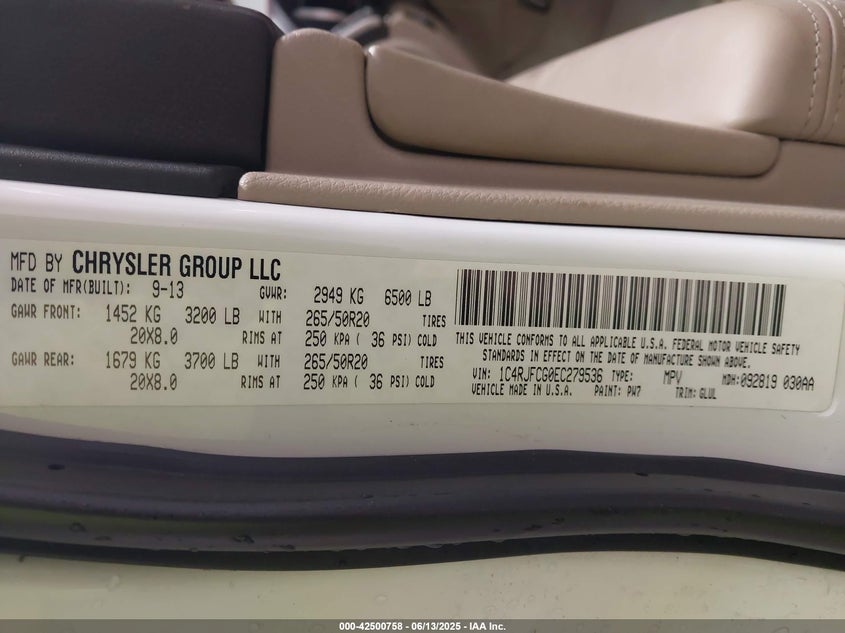 MFD BY CHRYSLER GROUP LLC
DATE OF MFR(BUILT): 9-13 GVWR: 2949 KG 6500 LB
GAWR FRONT: 1452 KG 3200 LB WITH 265/50R20 TIRES
20X8.0 RIMS AT 250 KPA ( 36 PSI) COLD
GAWR REAR: 1679 KG 3700 LB WITH 265/50R20 TIRES
20X8.0 RIMS AT 250 KPA ( 36 PSI) COLD
THIS VEHICLE CONFORMS TO ALL APPLICABLE U.S.A. FEDERAL MOTOR VEHICLE SAFETY
STANDARDS IN EFFECT ON THE DATE OF MANUFACTURE SHOWN ABOVE.
VIN: 1C4RJFCG0EC279536 TYPE: MPV MDH:092819 030AA
VEHICLE MADE IN U.S.A. PAINT: PW7 TRIM: GLUL
000-42500758 - 06/13/2025 - IAA Inc.